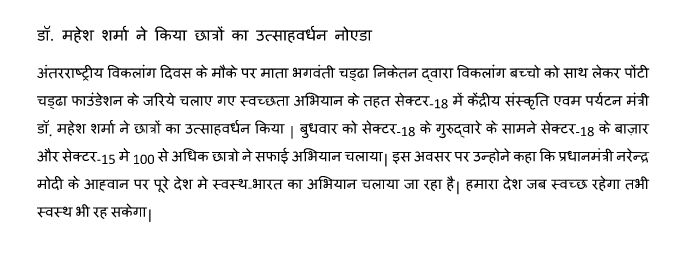 डॉ. महेश शर्मा ने किया छात्रों का उत्साहवर्धन नोएडा
अंतरराष्ट्रीय विकलांग दिवस के मौके पर माता भगवंती चड्ढा निकेतन द्वारा विकलांग बच्चो को साथ लेकर पोंटी
चड्ढा फाउंडेशन के जरिये चलाए गए स्वच्छता अभियान के तहत सेक्टर-18 में केंद्रीय संस्कृति एवम पर्यटन मंत्री
डॉ. महेश शर्मा ने छात्रों का उत्साहवर्धन किया | बुधवार को सेक्टर-18 के गुरुद्वारे के सामने सेक्टर-18 के बाज़ार
और सेक्टर-15 मे 100 से अधिक छात्रो ने सफाई अभियान चलाया| इस अवसर पर उन्होने कहा कि प्रधानमंत्री नरेन्द्र
मोदी के आह्वान पर पूरे देश मे स्वस्थ-भारत का अभियान चलाया जा रहा है| हमारा देश जब स्वच्छ रहेगा तभी
स्वस्थ भी रह सकेगा|